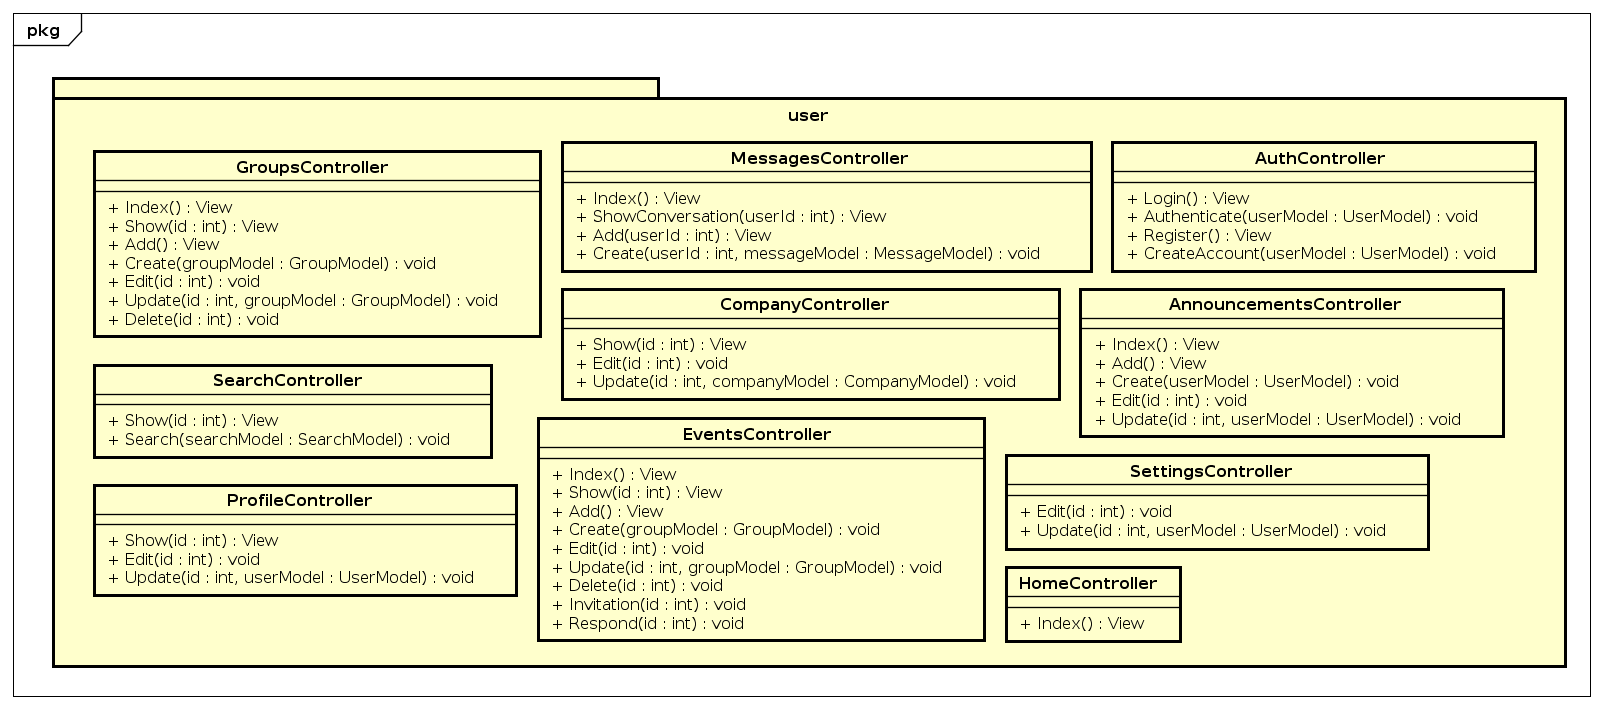 pkg
user
GroupsController
+ Index() : View
+ Show(id : int) : View
+ Add() : View
+ Create(groupModel : GroupModel) : void
+ Edit(id : int) : void
+ Update(id : int, groupModel : GroupModel) : void
+ Delete(id : int) : void
MessagesController
+ Index() : View
+ ShowConversation(userId : int) : View
+ Add(userId : int) : View
+ Create(userId : int, messageModel : MessageModel) : void
AuthController
+ Login() : View
+ Authenticate(userModel : UserModel) : void
+ Register() : View
+ CreateAccount(userModel : UserModel) : void
CompanyController
+ Show(id : int) : View
+ Edit(id : int) : void
+ Update(id : int, companyModel : CompanyModel) : void
AnnouncementsController
+ Index() : View
+ Add() : View
+ Create(userModel : UserModel) : void
+ Edit(id : int) : void
+ Update(id : int, userModel : UserModel) : void
SearchController
+ Show(id : int) : View
+ Search(searchModel : SearchModel) : void
EventsController
+ Index() : View
+ Show(id : int) : View
+ Add() : View
+ Create(groupModel : GroupModel) : void
+ Edit(id : int) : void
+ Update(id : int, groupModel : GroupModel) : void
+ Delete(id : int) : void
+ Invitation(id : int) : void
+ Respond(id : int) : void
SettingsController
+ Edit(id : int) : void
+ Update(id : int, userModel : UserModel) : void
ProfileController
+ Show(id : int) : View
+ Edit(id : int) : void
+ Update(id : int, userModel : UserModel) : void
HomeController
+ Index() : View